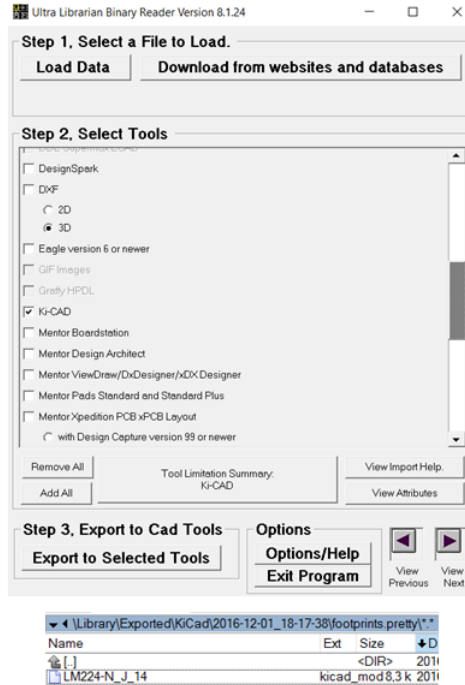 Ultra Librarian Binary Reader Version 8.1.24
Step 1, Select a File to Load.
Load Data
Download from websites and databases
Step 2, Select Tools
DesignSpark
DXF
2D
3D
Eagle version 6 or newer
GIF Images
Graffy HPDL
Ki-CAD
Mentor Boardstation
Mentor Design Architect
Mentor ViewDraw/DxDesigner/xDX Designer
Mentor Pads Standard and Standard Plus
Mentor Xpedition PCB xPCB Layout
with Design Capture version 99 or newer
Remove All
Add All
Tool Limitation Summary:
Ki-CAD
View Import Help.
View Attributes
Step 3, Export to Cad Tools
Export to Selected Tools
Options
Options/Help
Exit Program
View Previous
View Next
\Library\Exported\KiCad\2016-12-01_18-17-38\footprints.pretty\*.*
Name Ext Size D
[..] <DIR> 201
LM224-N_J_14 kicad_mod 8,3 k 201